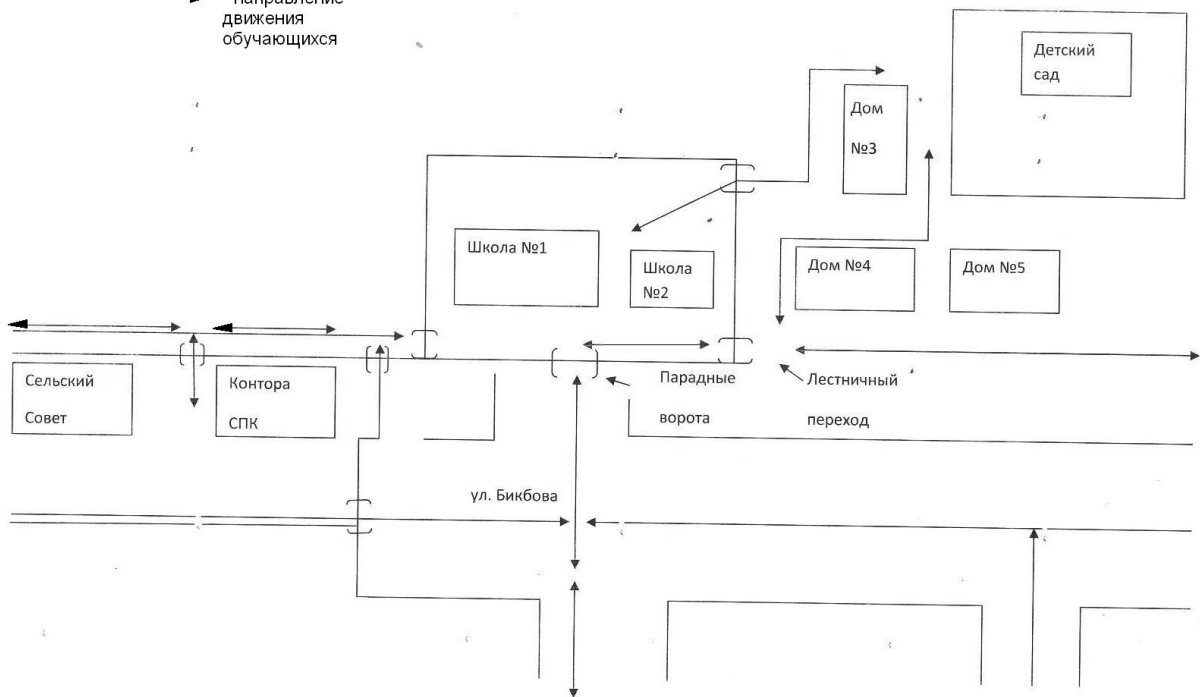 направление
движения
обучающихся
Детский
сад
Дом
№3
Школа №1
Школа
№2
Дом №4
Дом №5
Сельский
Совет
Контора
СПК
Парадные
ворота
Лестничный
переход
ул. Бикбова